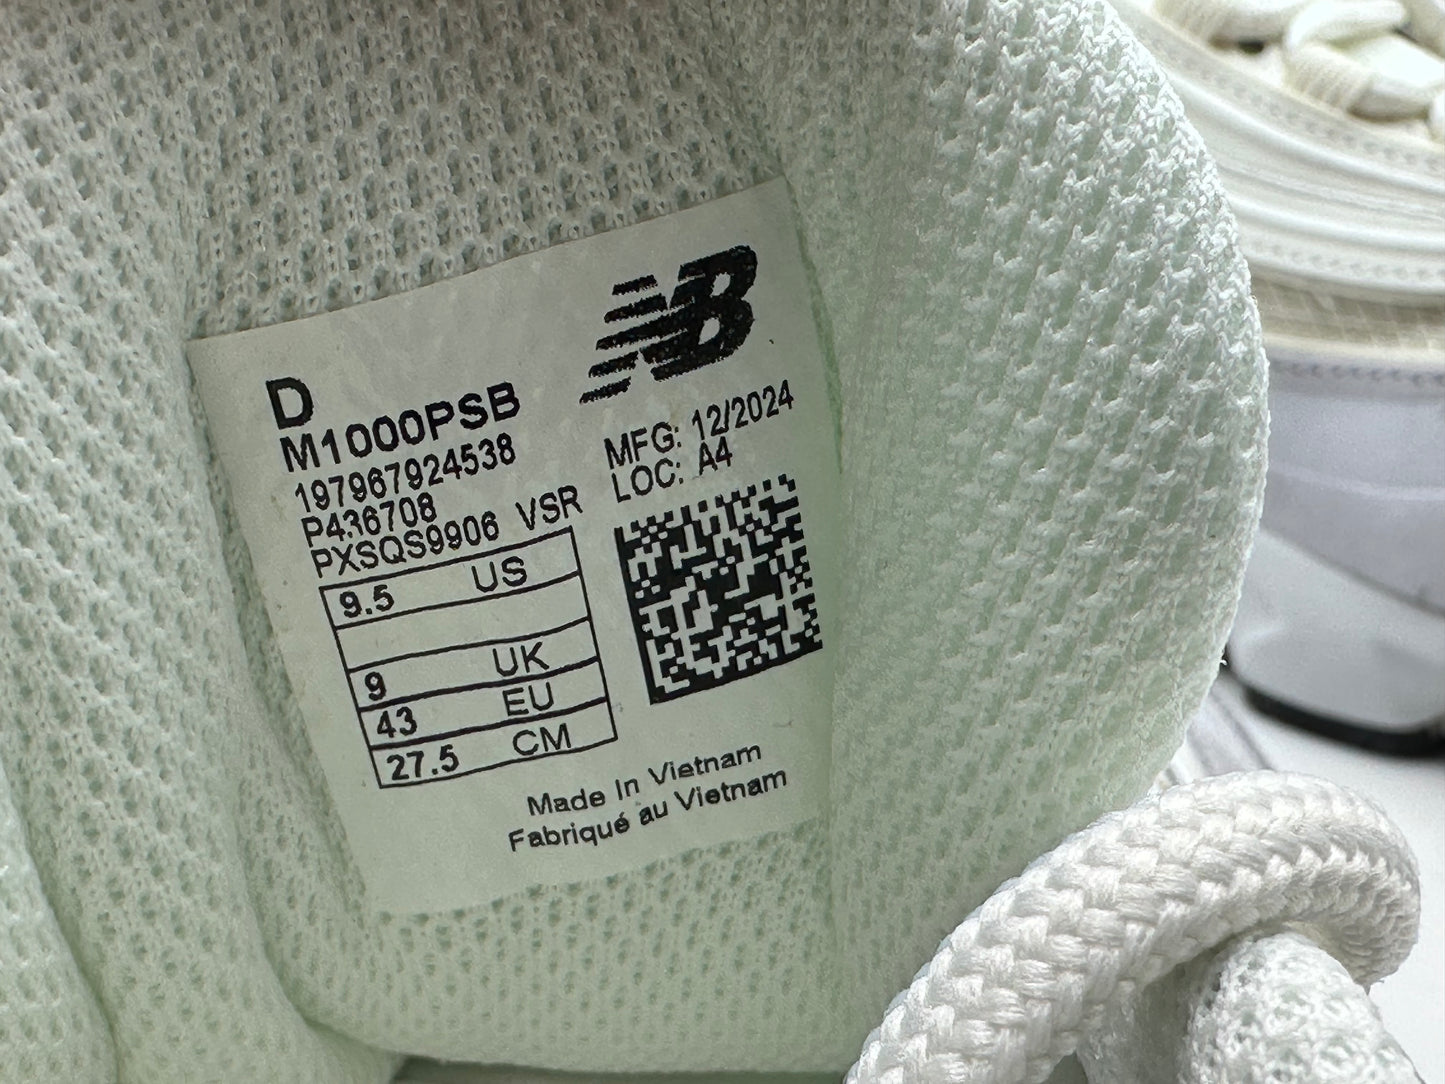 NB
D
M1000PSB
197967924538
P436708
PXSQS9906 VSR
MFG: 12/2024
LOC: A4
9.5 US
9 UK
43 EU
27.5 CM
Made In Vietnam
Fabriqué au Vietnam